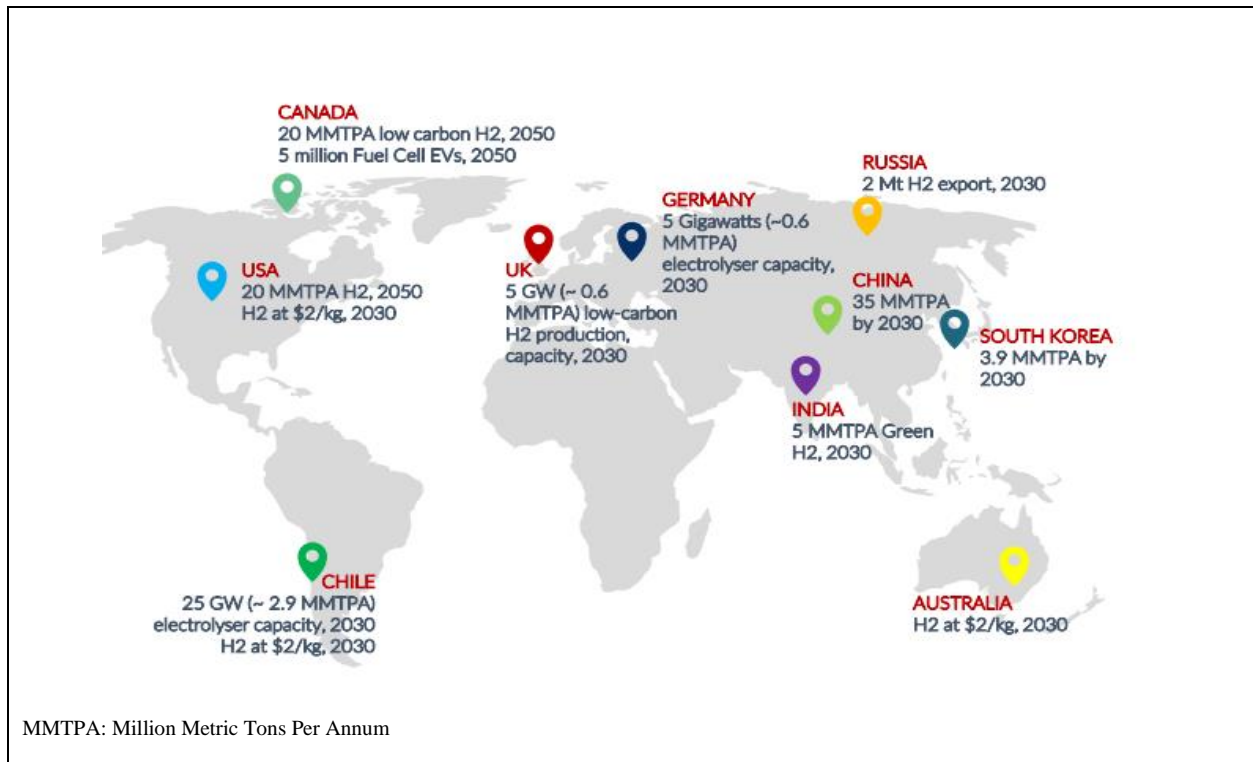 CANADA
20 MMTPA low carbon H2, 2050
5 million Fuel Cell EVs, 2050
RUSSIA
2 Mt H2 export, 2030
GERMANY
5 Gigawatts (~0.6
MMTPA)
electrolyser capacity,
2030
USA
20 MMTPA H2, 2050
H2 at $2/kg, 2030
UK
5 GW (~ 0.6
MMTPA) low-carbon
H2 production,
capacity, 2030
CHINA
35 MMTPA
by 2030
SOUTH KOREA
3.9 MMTPA by
2030
INDIA
5 MMTPA Green
H2, 2030
CHILE
25 GW (~ 2.9 MMTPA)
electrolyser capacity, 2030
H2 at $2/kg, 2030
AUSTRALIA
H2 at $2/kg, 2030
MMTPA: Million Metric Tons Per Annum